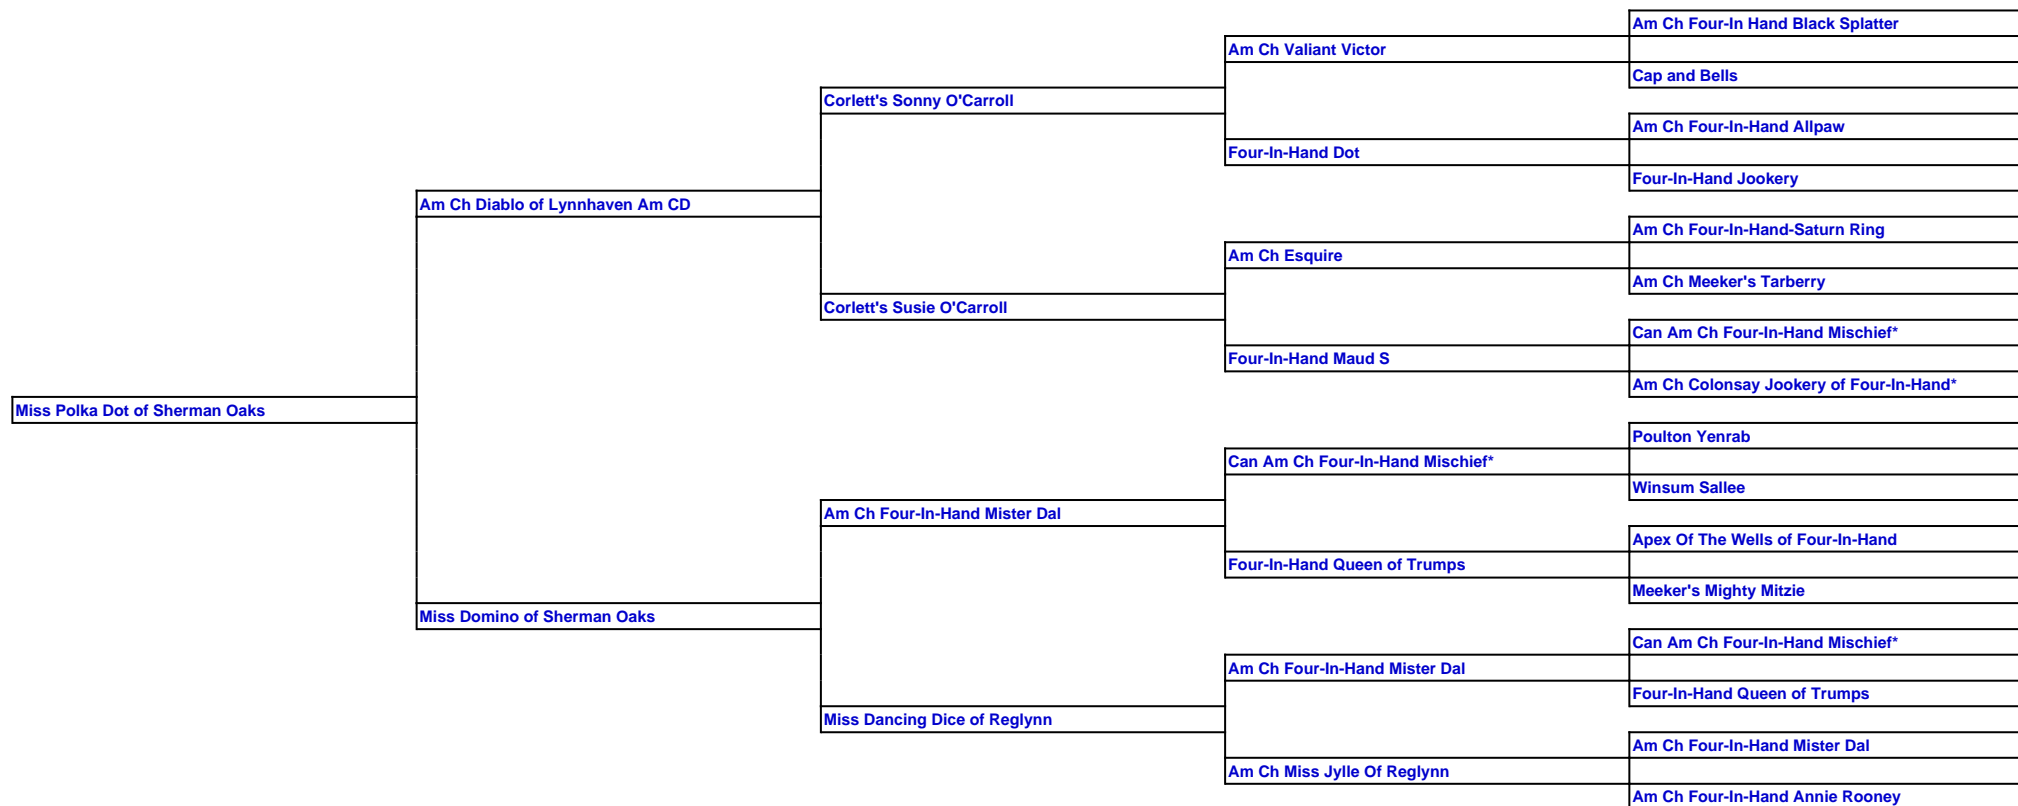 Am Ch Four-In Hand Black Splatter
Am Ch Valiant Victor
Cap and Bells
Corlett's Sonny O'Carroll
Am Ch Four-In-Hand Allpaw
Four-In-Hand Dot
Four-In-Hand Jookery
Am Ch Diablo of Lynnhaven Am CD
Am Ch Four-In-Hand-Saturn Ring
Am Ch Esquire
Am Ch Meeker's Tarberry
Corlett's Susie O'Carroll
Can Am Ch Four-In-Hand Mischief*
Four-In-Hand Maud S
Am Ch Colonsay Jookery of Four-In-Hand*
Miss Polka Dot of Sherman Oaks
Poulton Yenrab
Can Am Ch Four-In-Hand Mischief*
Winsum Sallee
Am Ch Four-In-Hand Mister Dal
Apex Of The Wells of Four-In-Hand
Four-In-Hand Queen of Trumps
Meeker's Mighty Mitzie
Miss Domino of Sherman Oaks
Can Am Ch Four-In-Hand Mischief*
Am Ch Four-In-Hand Mister Dal
Four-In-Hand Queen of Trumps
Miss Dancing Dice of Reglynn
Am Ch Four-In-Hand Mister Dal
Am Ch Miss Jylle Of Reglynn
Am Ch Four-In-Hand Annie Rooney